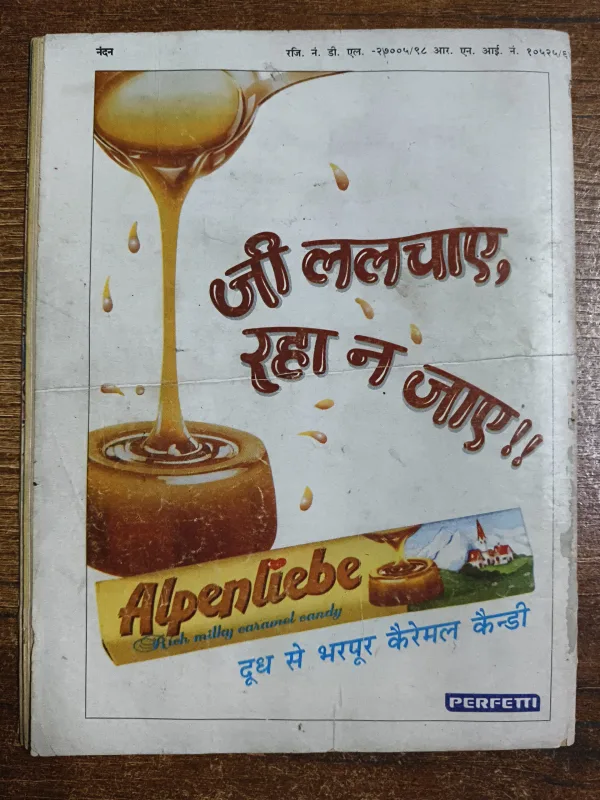 नंदन
रजि. नं. डी. एल. -२७००५/९८ आर. एन. आई. नं. १०५२५/६
जी ललचाए,
रहा न जाए!!
Alpenliebe
Rich milky caramel candy
दूध से भरपूर कैरेमल कैन्डी
PERFETTI